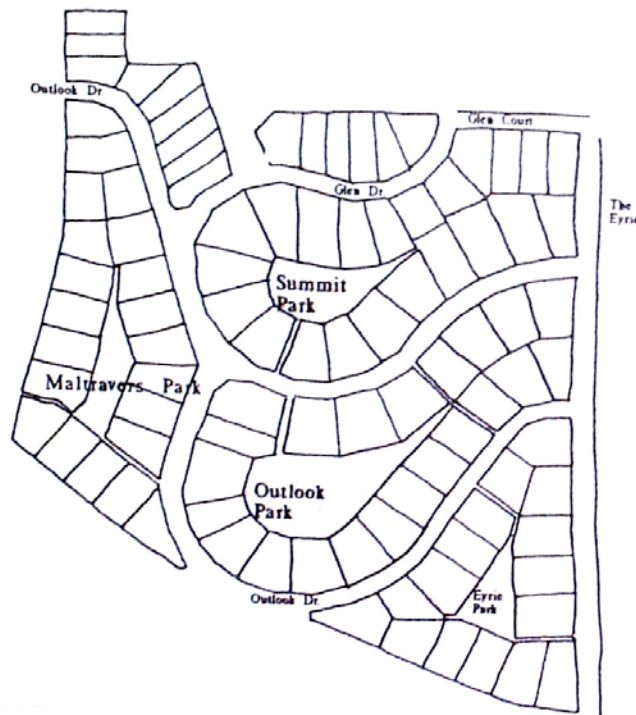 Outlook Dr
Glen Court
Glen Dr.
The
Eyrie
Summit
Park
Maltravers Park
Outlook
Park
Eyrie
Park
Outlook Dr.